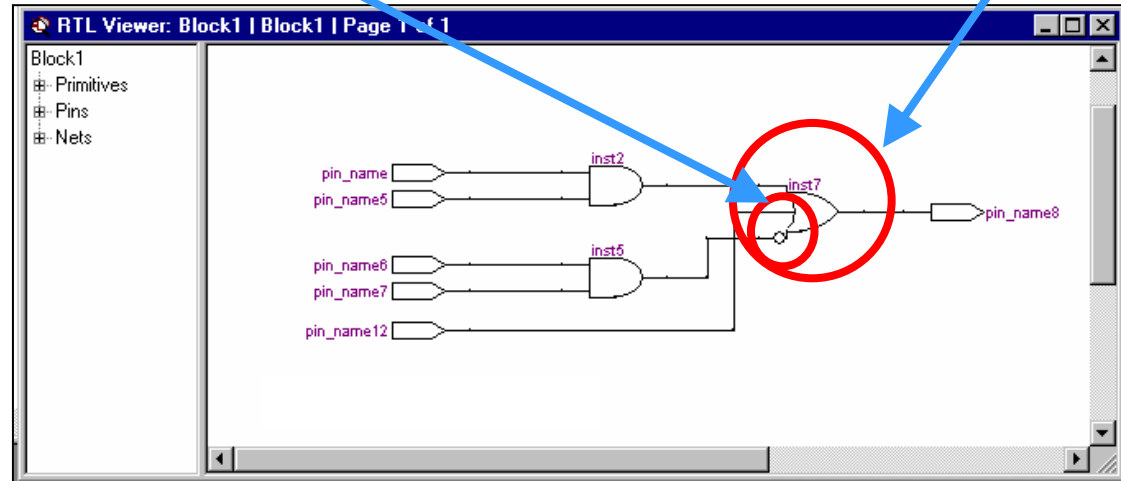 RTL Viewer: Block1 | Block1 | Page 1 of 1
Block1
Primitives
Pins
Nets
inst2
pin_name
pin_name5
inst7
pin_name8
inst5
pin_name6
pin_name7
pin_name12